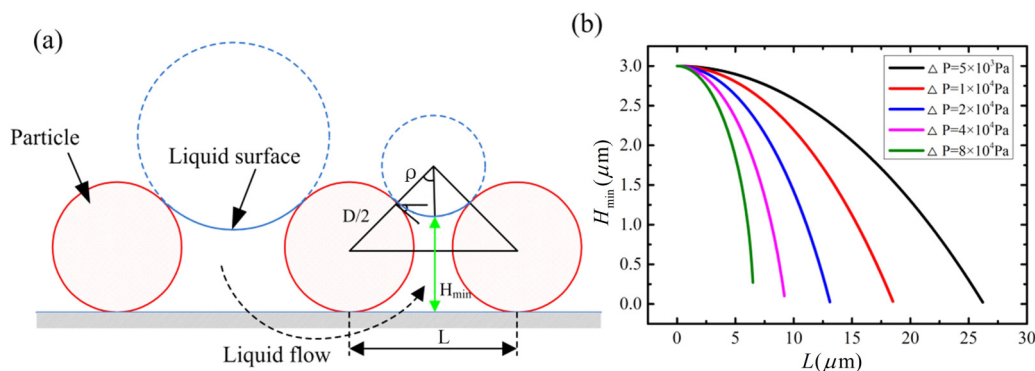 (a)
Particle
Liquid surface
ρ
D/2
Hmin
Liquid flow
L
(b)
Hmin(μm)
3.0
2.5
2.0
1.5
1.0
0.5
0.0
△ P=5×10³Pa
△ P=1×10⁴Pa
△ P=2×10⁴Pa
△ P=4×10⁴Pa
△ P=8×10⁴Pa
0 5 10 15 20 25 30
L(μm)